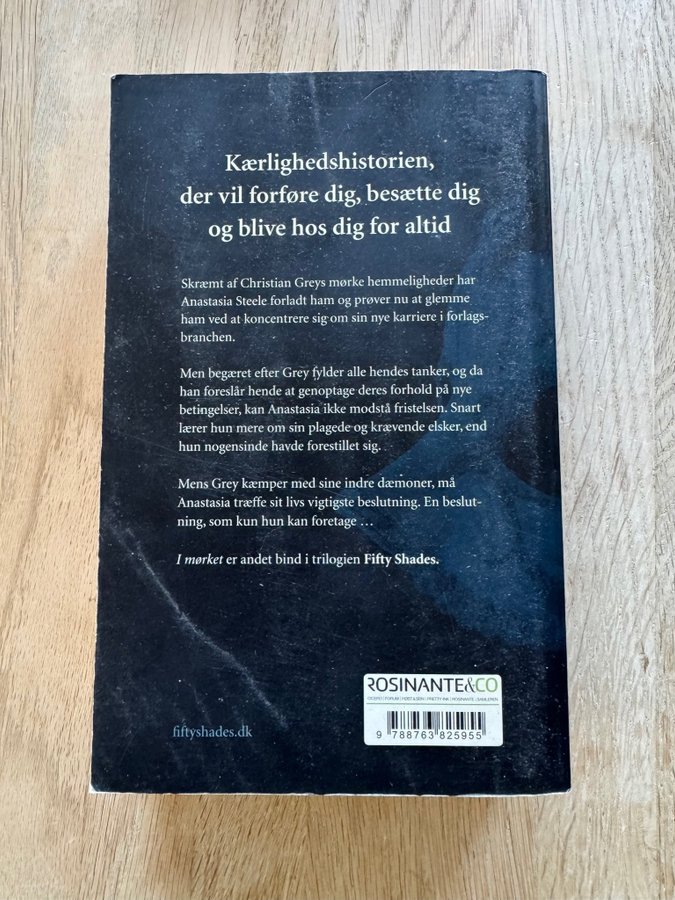 Kærlighedshistorien,
der vil forføre dig, besætte dig
og blive hos dig for altid
Skræmt af Christian Greys mørke hemmeligheder har
Anastasia Steele forladt ham og prøver nu at glemme
ham ved at koncentrere sig om sin nye karriere i forlags-
branchen.
Men begæret efter Grey fylder alle hendes tanker, og da
han foreslår hende at genoptage deres forhold på nye
betingelser, kan Anastasia ikke modstå fristelsen. Snart
lærer hun mere om sin plagede og krævende elsker, end
hun nogensinde havde forestillet sig.
Mens Grey kæmper med sine indre dæmoner, må
Anastasia træffe sit livs vigtigste beslutning. En beslut-
ning, som kun hun kan foretage …
I mørket er andet bind i trilogien Fifty Shades.
ROSINANTE&CO
fiftyshades.dk
9 788763 825955